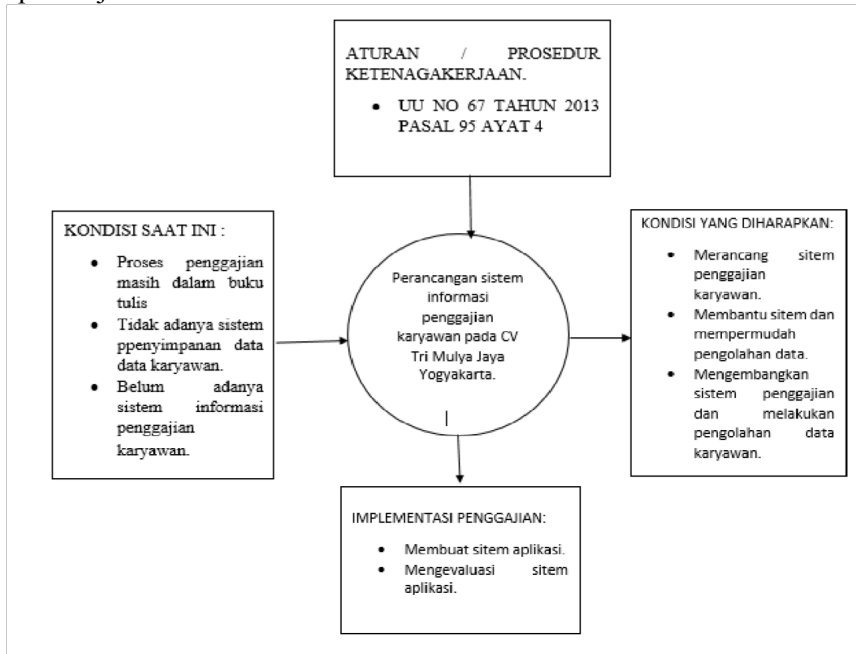 ATURAN / PROSEDUR
KETENAGAKERJAAN.
• UU NO 67 TAHUN 2013
PASAL 95 AYAT 4
KONDISI SAAT INI :
• Proses penggajian
masih dalam buku
tulis
• Tidak adanya sistem
ppenyimpanan data
data karyawan.
• Belum adanya
sistem informasi
penggajian
karyawan.
Perancangan sistem
informasi
penggajian
karyawan pada CV
Tri Mulya Jaya
Yogyakarta.
KONDISI YANG DIHARAPKAN:
• Merancang sitem
penggajian
karyawan.
• Membantu sitem dan
mempermudah
pengolahan data.
• Mengembangkan
sistem penggajian
dan melakukan
pengolahan data
karyawan.
IMPLEMENTASI PENGGAJIAN:
• Membuat sitem aplikasi.
• Mengevaluasi sitem
aplikasi.